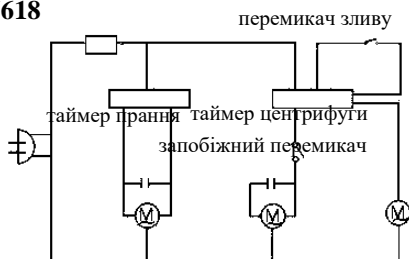 618
перемикач зливу
таймер прання таймер центрифуги
запобіжний перемикач
M M M